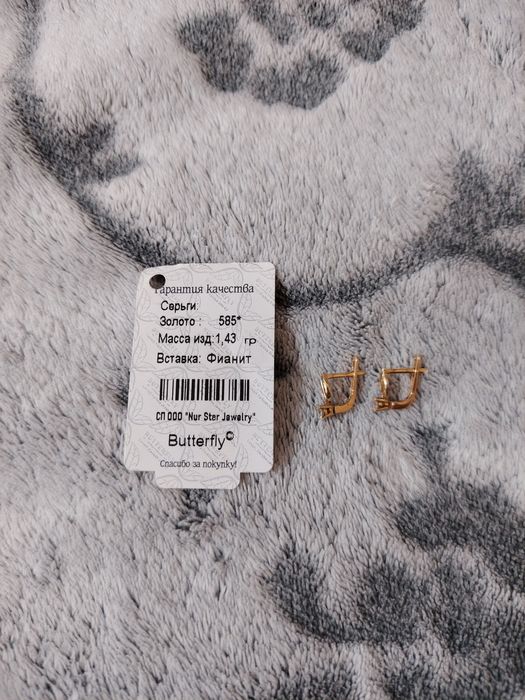 Гарантия качества
Серьги:
Золото : 585*
Масса изд:1,43 гр
Вставка: Фианит
СП ООО "Nur Ster Jewelry"
Butterfly©
Спасибо за покупку!